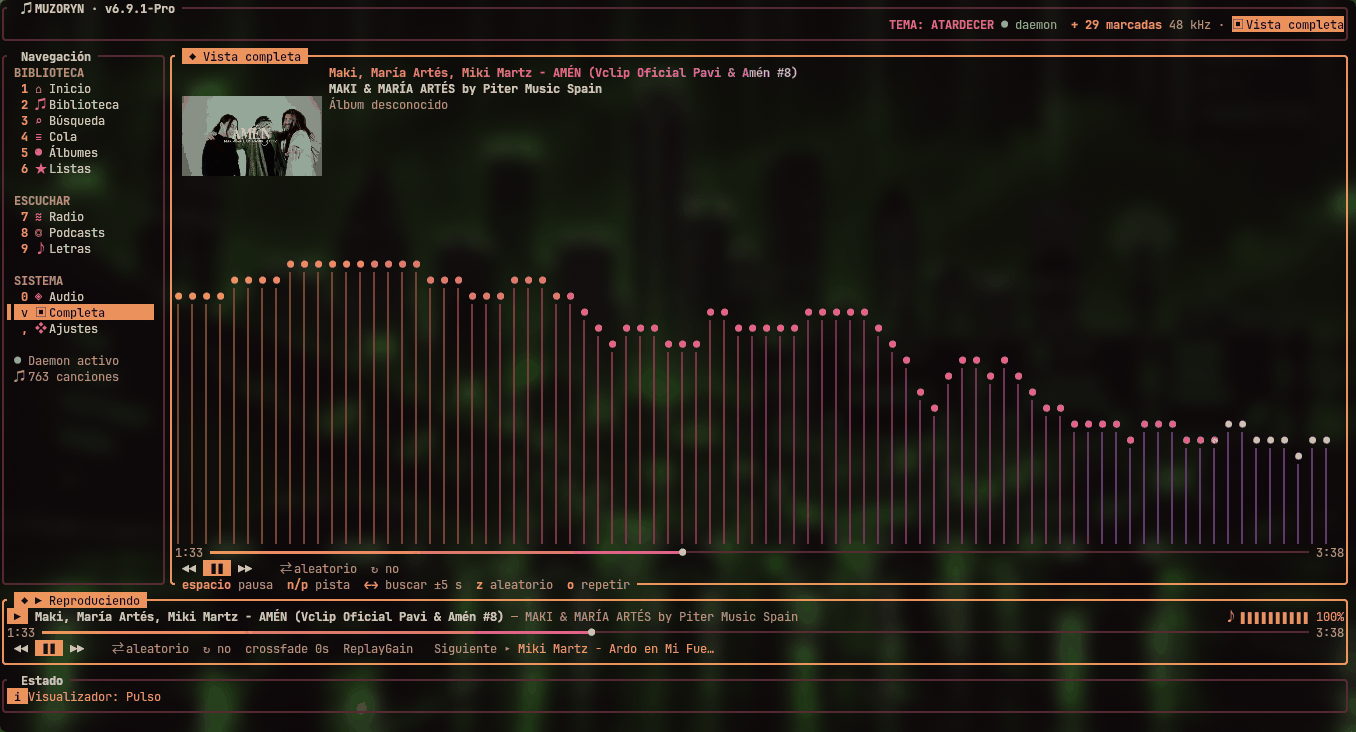 MUZORYN · v6.9.1-Pro
TEMA: ATARDECER ● daemon + 29 marcadas 48 kHz · Vista completa
Navegación
BIBLIOTECA
1 Inicio
2 Biblioteca
3 Búsqueda
4 Cola
5 Álbumes
6 Listas
ESCUCHAR
7 Radio
8 Podcasts
9 Letras
SISTEMA
0 Audio
v Completa
, Ajustes
● Daemon activo
763 canciones
◆ Vista completa
Maki, María Artés, Miki Martz - AMÉN (Vclip Oficial Pavi & Amén #8)
MAKI & MARÍA ARTÉS by Piter Music Spain
Álbum desconocido
AMÉN
1:33 3:38
aleatorio ↻ no
espacio pausa n/p pista ↔ buscar ±5 s z aleatorio o repetir
◆ ▶ Reproduciendo
▶ Maki, María Artés, Miki Martz - AMÉN (Vclip Oficial Pavi & Amén #8) — MAKI & MARÍA ARTÉS by Piter Music Spain ♪ 100%
1:33 3:38
aleatorio ↻ no crossfade 0s ReplayGain Siguiente ▸ Miki Martz - Ardo en Mi Fue…
Estado
i Visualizador: Pulso